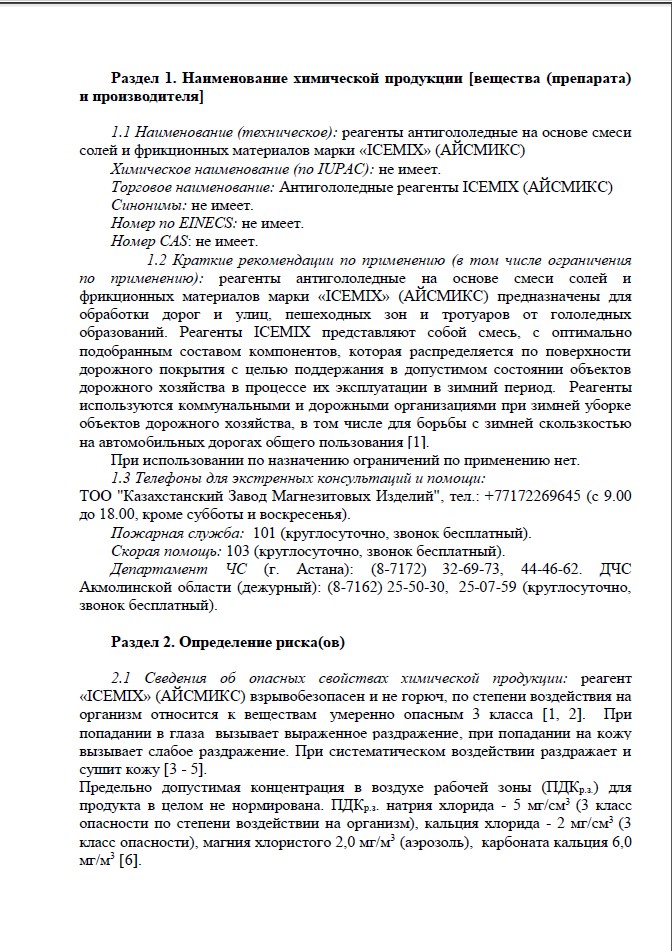 Раздел 1. Наименование химической продукции [вещества (препарата)
и производителя]
1.1 Наименование (техническое): реагенты антигололедные на основе смеси
солей и фрикционных материалов марки «ICEMIX» (АЙСМИКС)
Химическое наименование (по IUPAC): не имеет.
Торговое наименование: Антигололедные реагенты ICEMIX (АЙСМИКС)
Синонимы: не имеет.
Номер по EINECS: не имеет.
Номер CAS: не имеет.
1.2 Краткие рекомендации по применению (в том числе ограничения
по применению): реагенты антигололедные на основе смеси солей и
фрикционных материалов марки «ICEMIX» (АЙСМИКС) предназначены для
обработки дорог и улиц, пешеходных зон и тротуаров от гололедных
образований. Реагенты ICEMIX представляют собой смесь, с оптимально
подобранным составом компонентов, которая распределяется по поверхности
дорожного покрытия с целью поддержания в допустимом состоянии объектов
дорожного хозяйства в процессе их эксплуатации в зимний период. Реагенты
используются коммунальными и дорожными организациями при зимней уборке
объектов дорожного хозяйства, в том числе для борьбы с зимней скользкостью
на автомобильных дорогах общего пользования [1].
При использовании по назначению ограничений по применению нет.
1.3 Телефоны для экстренных консультаций и помощи:
ТОО "Казахстанский Завод Магнезитовых Изделий", тел.: +77172269645 (с 9.00
до 18.00, кроме субботы и воскресенья).
Пожарная служба: 101 (круглосуточно, звонок бесплатный).
Скорая помощь: 103 (круглосуточно, звонок бесплатный).
Департамент ЧС (г. Астана): (8-7172) 32-69-73, 44-46-62. ДЧС
Акмолинской области (дежурный): (8-7162) 25-50-30, 25-07-59 (круглосуточно,
звонок бесплатный).
Раздел 2. Определение риска(ов)
2.1 Сведения об опасных свойствах химической продукции: реагент
«ICEMIX» (АЙСМИКС) взрывобезопасен и не горюч, по степени воздействия на
организм относится к веществам умеренно опасным 3 класса [1, 2]. При
попадании в глаза вызывает выраженное раздражение, при попадании на кожу
вызывает слабое раздражение. При систематическом воздействии раздражает и
сушит кожу [3 - 5].
Предельно допустимая концентрация в воздухе рабочей зоны (ПДКр.з.) для
продукта в целом не нормирована. ПДКр.з. натрия хлорида - 5 мг/см³ (3 класс
опасности по степени воздействии на организм), кальция хлорида - 2 мг/см³ (3
класс опасности), магния хлористого 2,0 мг/м³ (аэрозоль), карбоната кальция 6,0
мг/м³ [6].